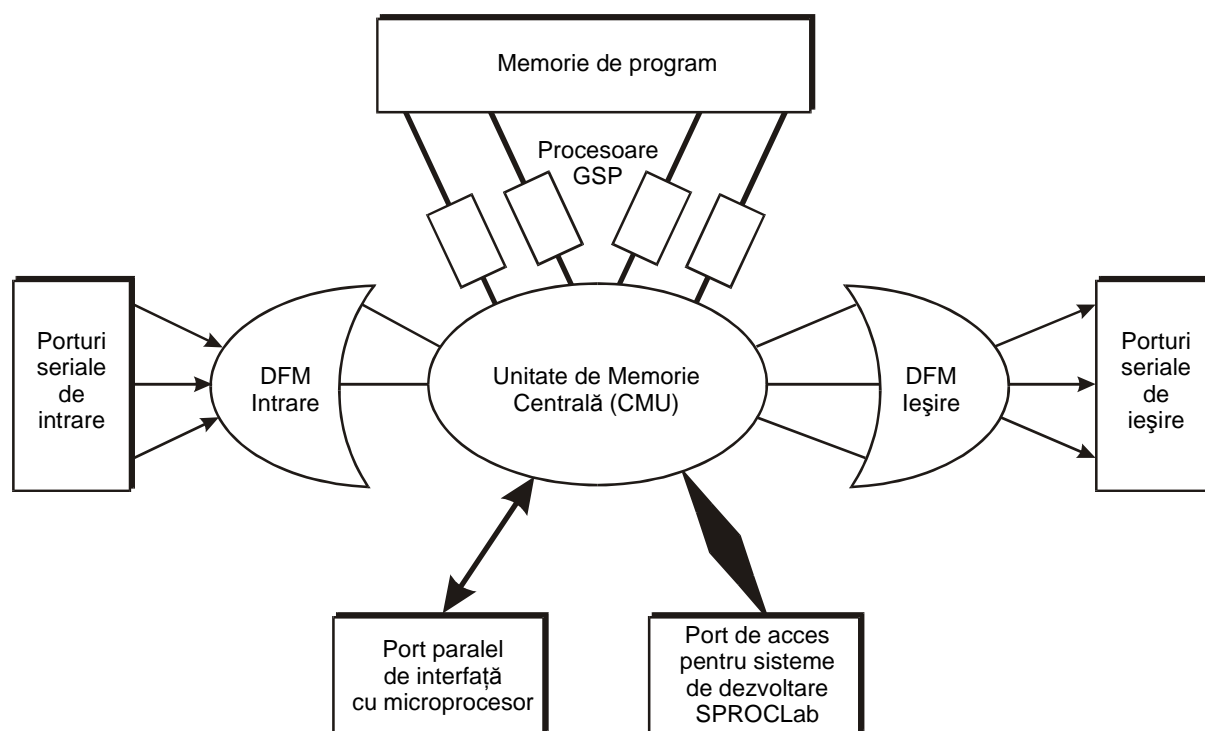 Memorie de program
Procesoare
GSP
Porturi
seriale
de
intrare
DFM
Intrare
Unitate de Memorie
Centrală (CMU)
DFM
Ieşire
Porturi
seriale
de
ieşire
Port paralel
de interfaţă
cu microprocesor
Port de acces
pentru sisteme
de dezvoltare
SPROCLab